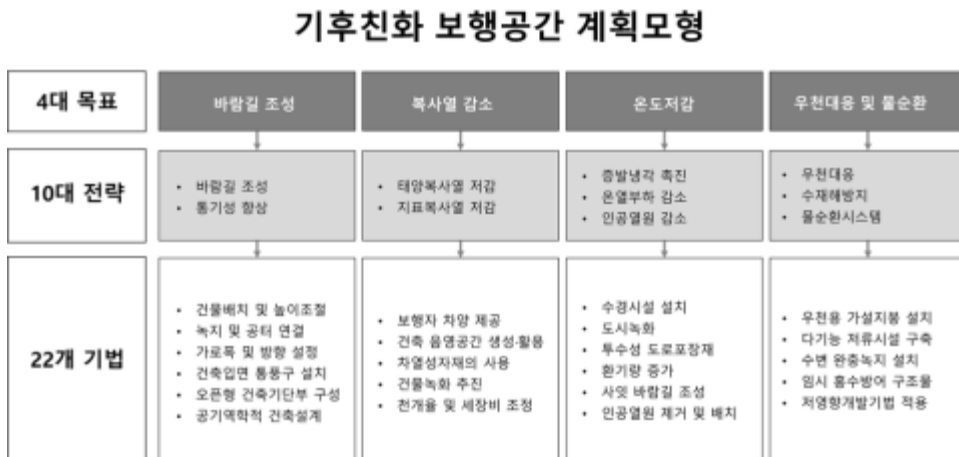 기후친화 보행공간 계획모형
4대 목표
바람길 조성
복사열 감소
온도저감
우천대응 및 물순환
10대 전략
• 바람길 조성
• 통기성 향상
• 태양복사열 저감
• 지표복사열 저감
• 증발냉각 촉진
• 온열부하 감소
• 인공열원 감소
• 우천대응
• 수재해방지
• 물순환시스템
22개 기법
• 건물배치 및 높이조절
• 녹지 및 공터 연결
• 가로폭 및 방향 설정
• 건축입면 통풍구 설치
• 오픈형 건축기단부 구성
• 공기역학적 건축설계
• 보행자 차양 제공
• 건축 음영공간 생성·활용
• 차열성자재의 사용
• 건물녹화 추진
• 천개율 및 세장비 조정
• 수경시설 설치
• 도시녹화
• 투수성 도로포장재
• 환기량 증가
• 사잇 바람길 조성
• 인공열원 제거 및 배치
• 우천용 가설지붕 설치
• 다기능 저류시설 구축
• 수변 완충녹지 설치
• 임시 홍수방어 구조물
• 저영향개발기법 적용